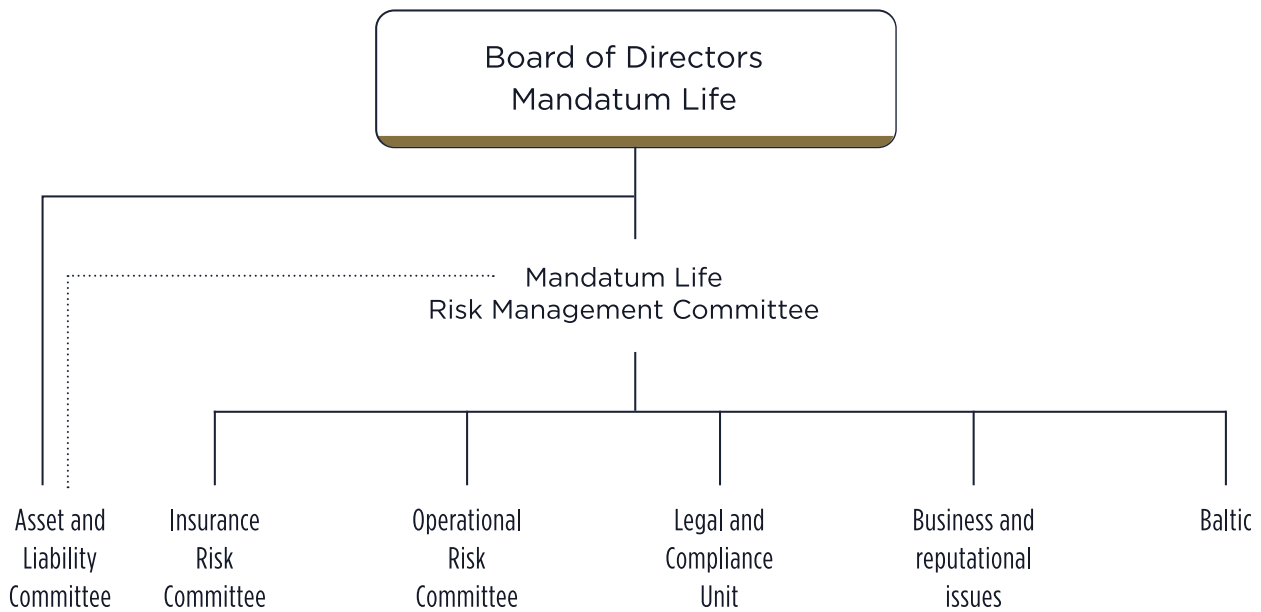 Board of Directors
Mandatum Life
Mandatum Life
Risk Management Committee
Asset and
Liability
Committee
Insurance
Risk
Committee
Operational
Risk
Committee
Legal and
Compliance
Unit
Business and
reputational
issues
Baltic